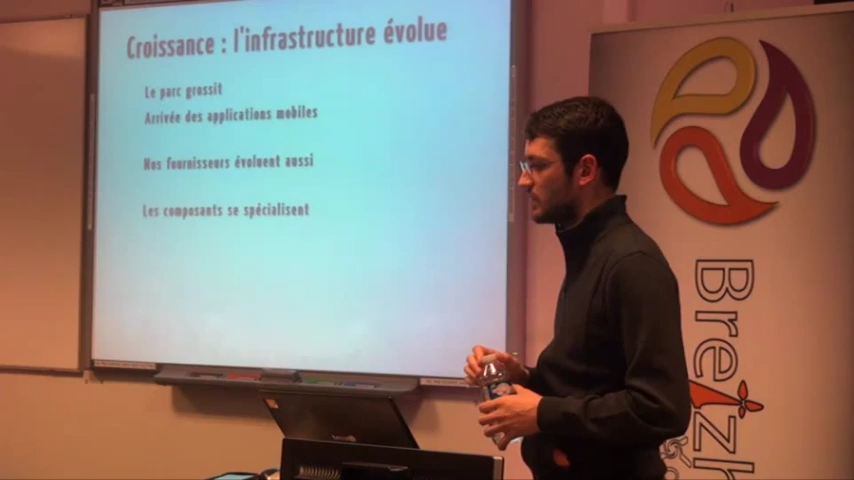 Croissance : l'infrastructure évolue
Le parc grossit
Arrivée des applications mobiles
Nos fournisseurs évoluent aussi
Les composants se spécialisent
Breizh